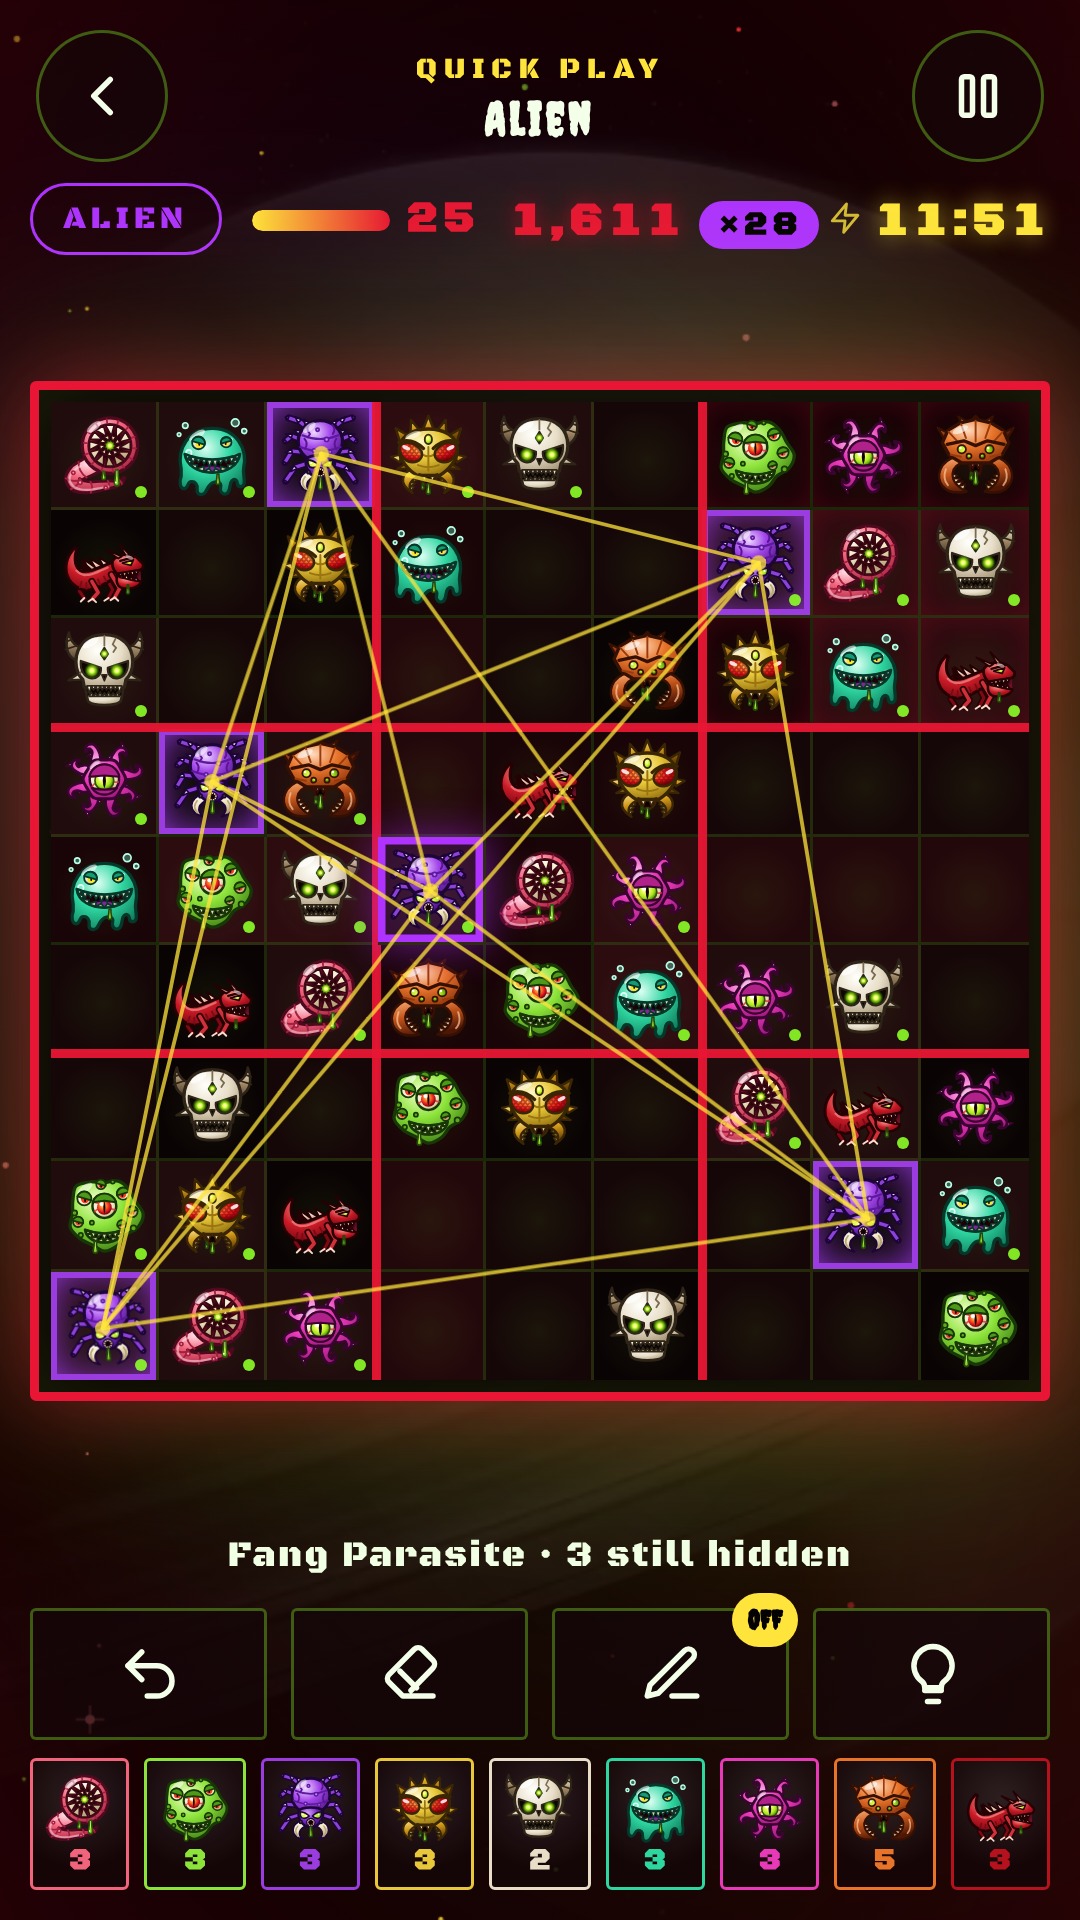 QUICK PLAY
ALIEN
ALIEN 25 1,611 ×28 11:51
Fang Parasite • 3 still hidden
OFF
3 3 3 3 2 3 3 5 3